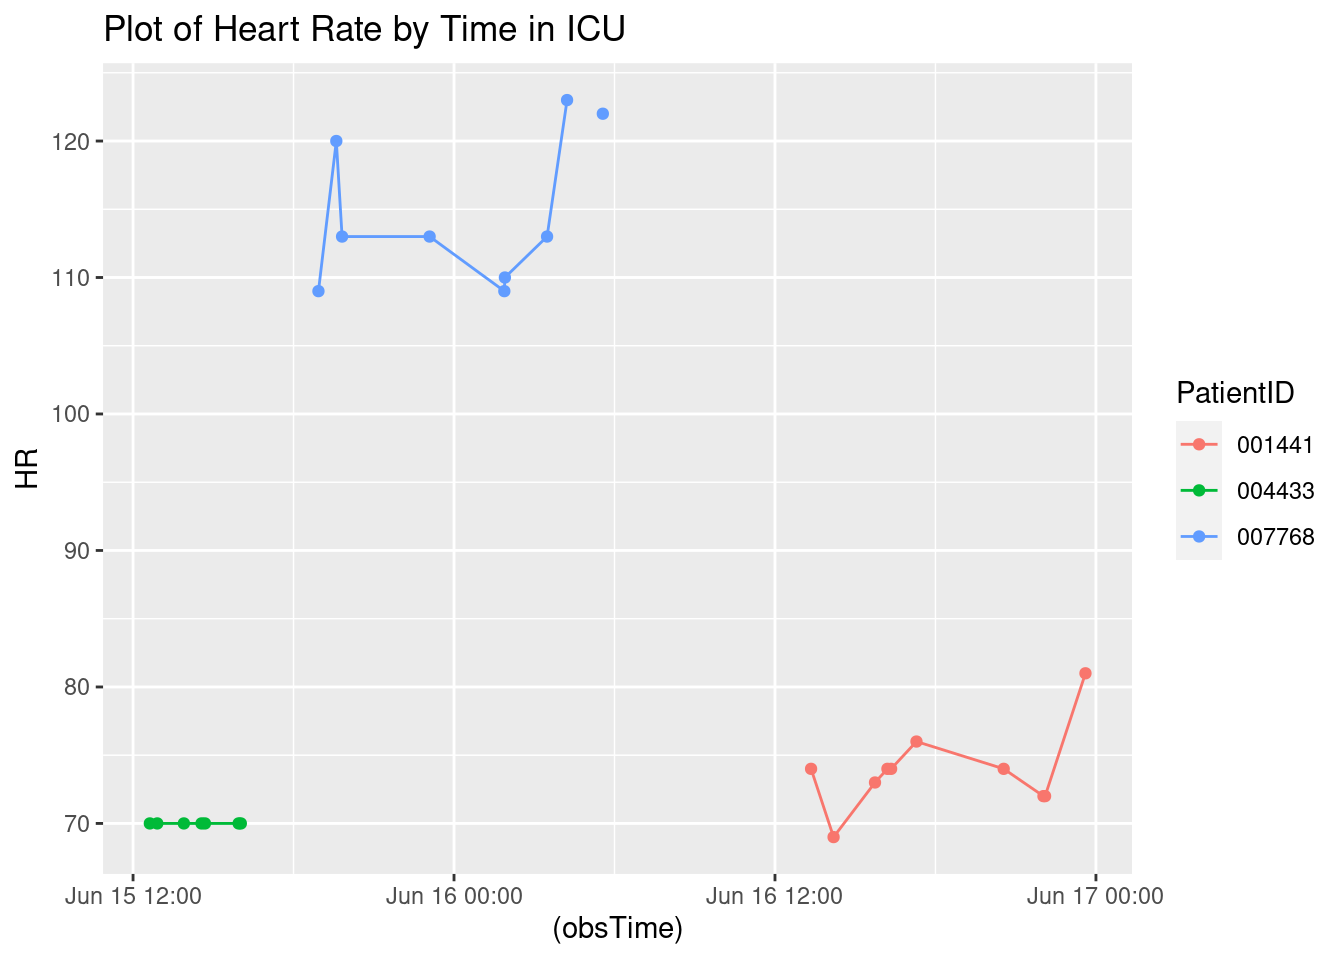 Plot of Heart Rate by Time in ICU
120
110
100
90
80
70
HR
Jun 15 12:00
Jun 16 00:00
Jun 16 12:00
Jun 17 00:00
(obsTime)
PatientID
001441
004433
007768